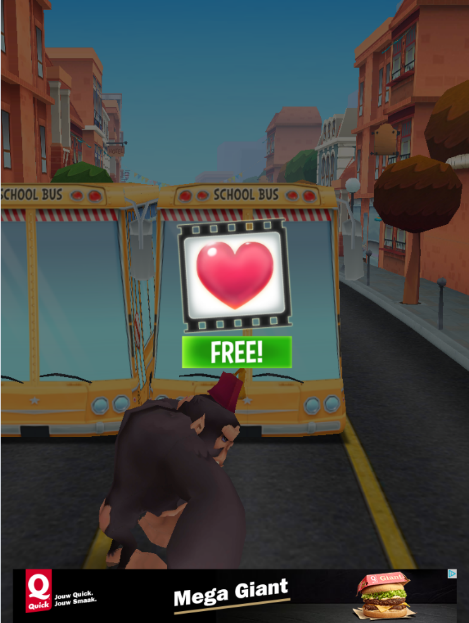 SCHOOL BUS
SCHOOL BUS
FREE!
Q
Quick
Jouw Quick.
Jouw Smaak.
Mega Giant
Q Giant